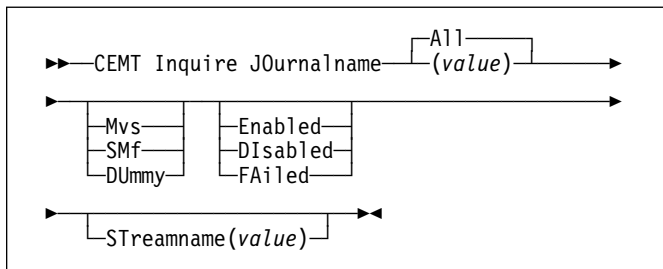 All
CEMT Inquire JOurnalname (value)
Mvs Enabled
SMf DIsabled
DUmmy FAiled
STreamname(value)